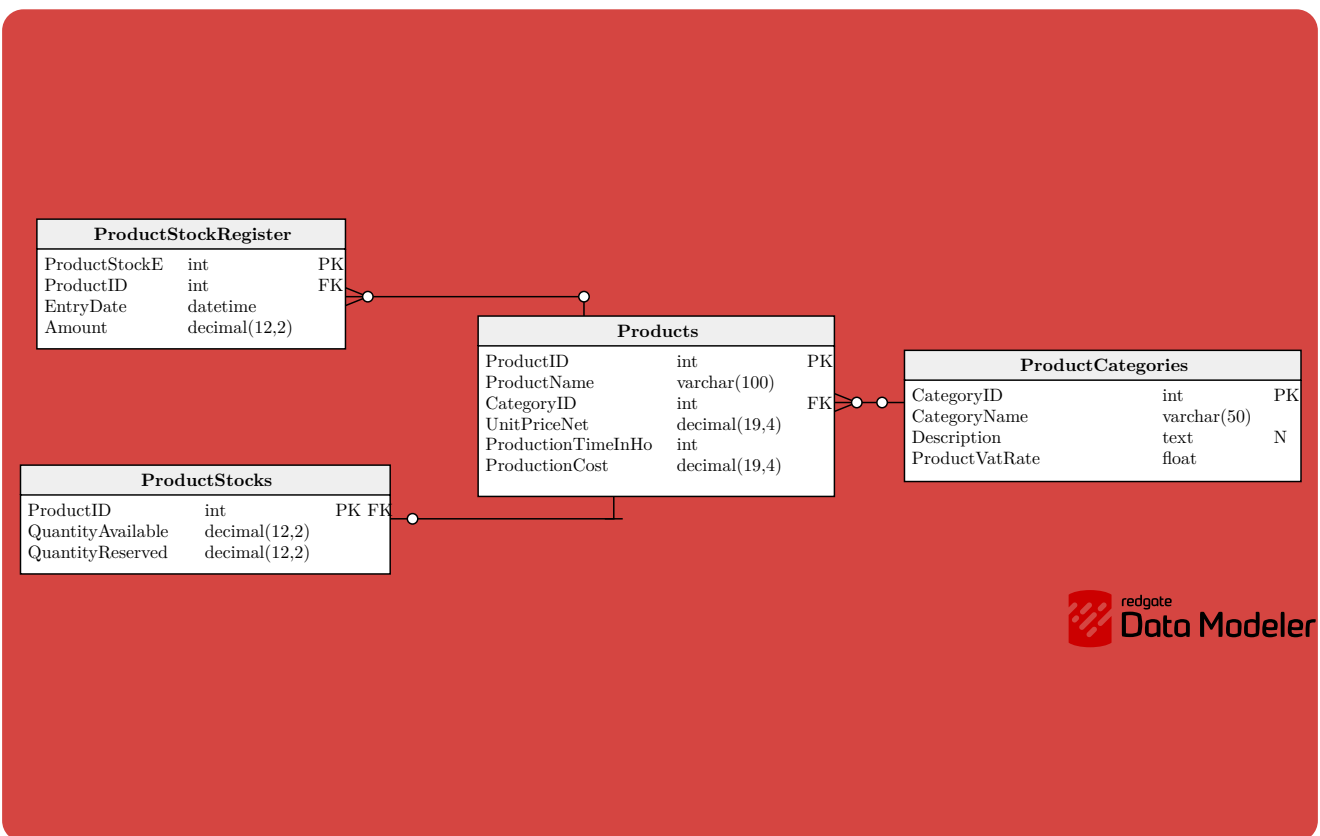 ProductStockRegister
ProductStockE int PK
ProductID int FK
EntryDate datetime
Amount decimal(12,2)
Products
ProductID int PK
ProductName varchar(100)
CategoryID int FK
UnitPriceNet decimal(19,4)
ProductionTimeInHo int
ProductionCost decimal(19,4)
ProductCategories
CategoryID int PK
CategoryName varchar(50)
Description text N
ProductVatRate float
ProductStocks
ProductID int PK FK
QuantityAvailable decimal(12,2)
QuantityReserved decimal(12,2)
redgate
Data Modeler